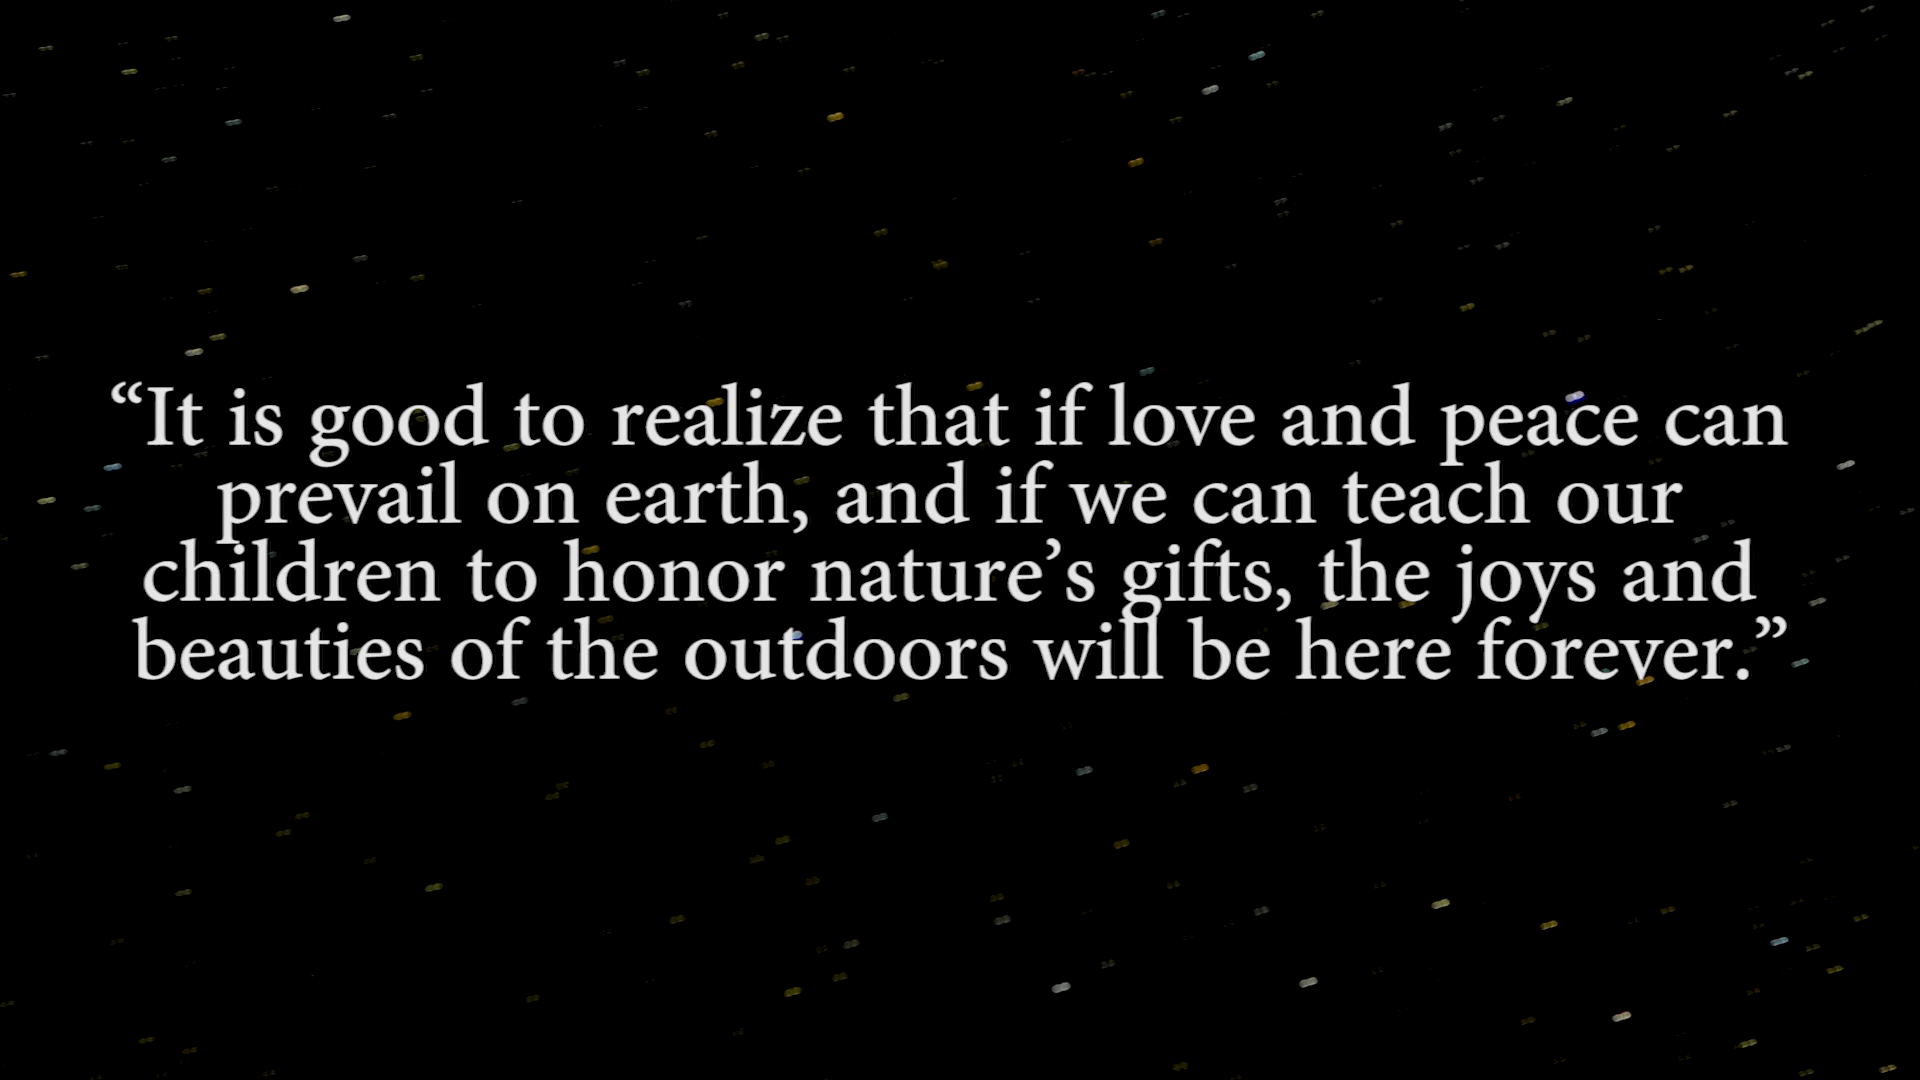 “It is good to realize that if love and peace can
prevail on earth, and if we can teach our
children to honor nature’s gifts, the joys and
beauties of the outdoors will be here forever.”